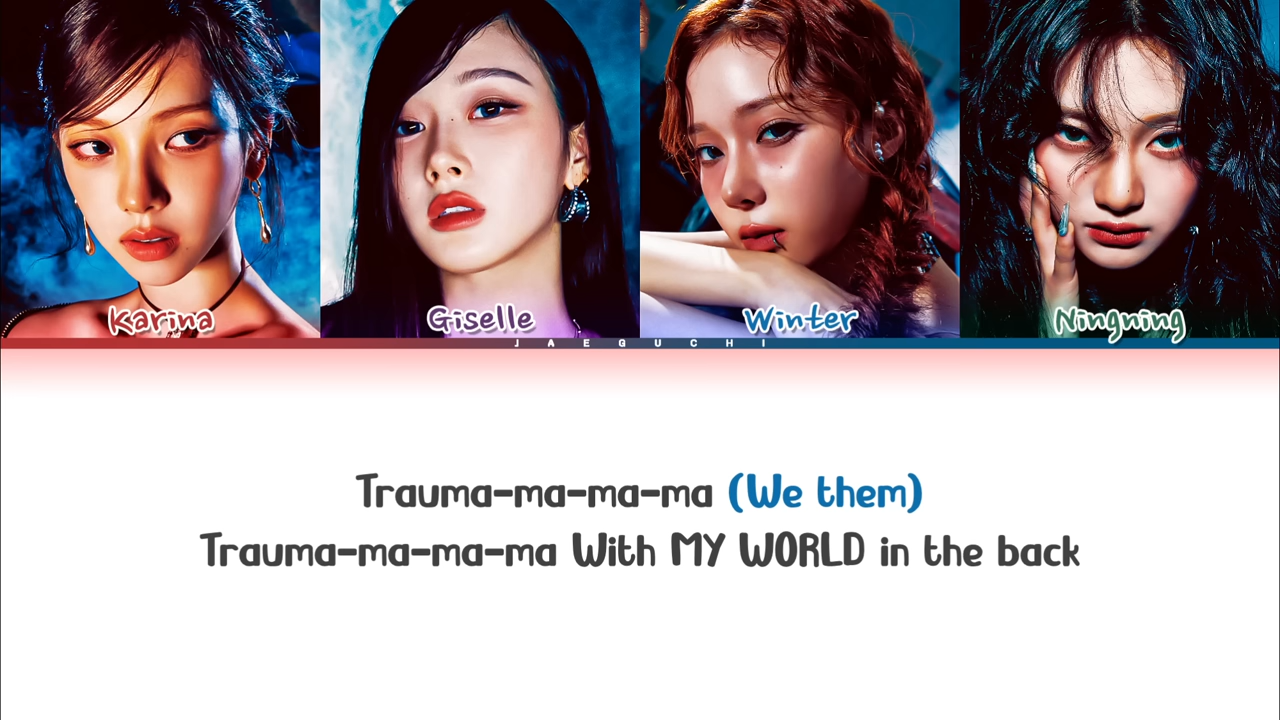 Karina
Giselle
Winter
Ningning
JAEGUCHI
Trauma-ma-ma-ma (We them)
Trauma-ma-ma-ma With MY WORLD in the back